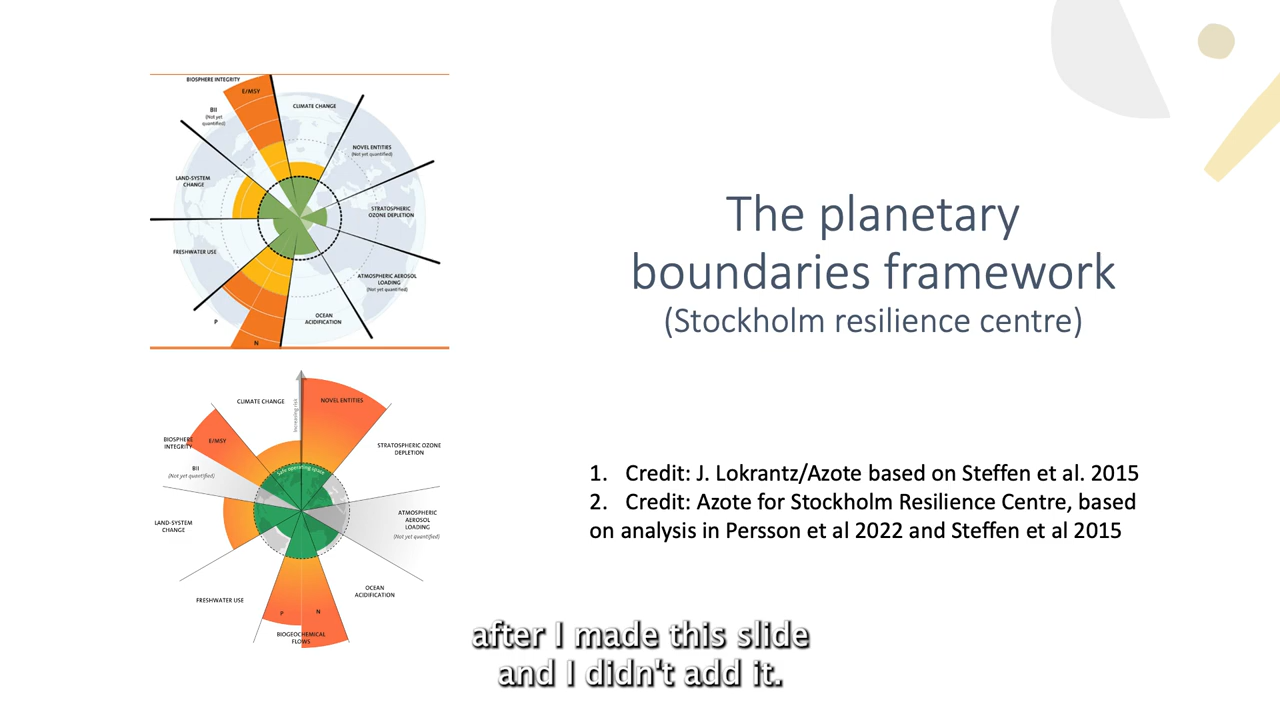 BIOSPHERE INTEGRITY
E/MSY
CLIMATE CHANGE
BII
(Not yet
quantified)
NOVEL ENTITIES
(Not yet quantified)
LAND-SYSTEM
CHANGE
STRATOSPHERIC
OZONE DEPLETION
FRESHWATER USE
ATMOSPHERIC AEROSOL
LOADING
(Not yet quantified)
OCEAN
ACIDIFICATION
P
N
The planetary
boundaries framework
(Stockholm resilience centre)
CLIMATE CHANGE
Increasing risk
NOVEL ENTITIES
BIOSPHERE
INTEGRITY
E/MSY
STRATOSPHERIC OZONE
DEPLETION
BII
(Not yet quantified)
Safe operating space
LAND-SYSTEM
CHANGE
ATMOSPHERIC
AEROSOL
LOADING
(Not yet quantified)
FRESHWATER USE
OCEAN
ACIDIFICATION
P
N
BIOGEOCHEMICAL
FLOWS
1. Credit: J. Lokrantz/Azote based on Steffen et al. 2015
2. Credit: Azote for Stockholm Resilience Centre, based
on analysis in Persson et al 2022 and Steffen et al 2015
after I made this slide
and I didn't add it.